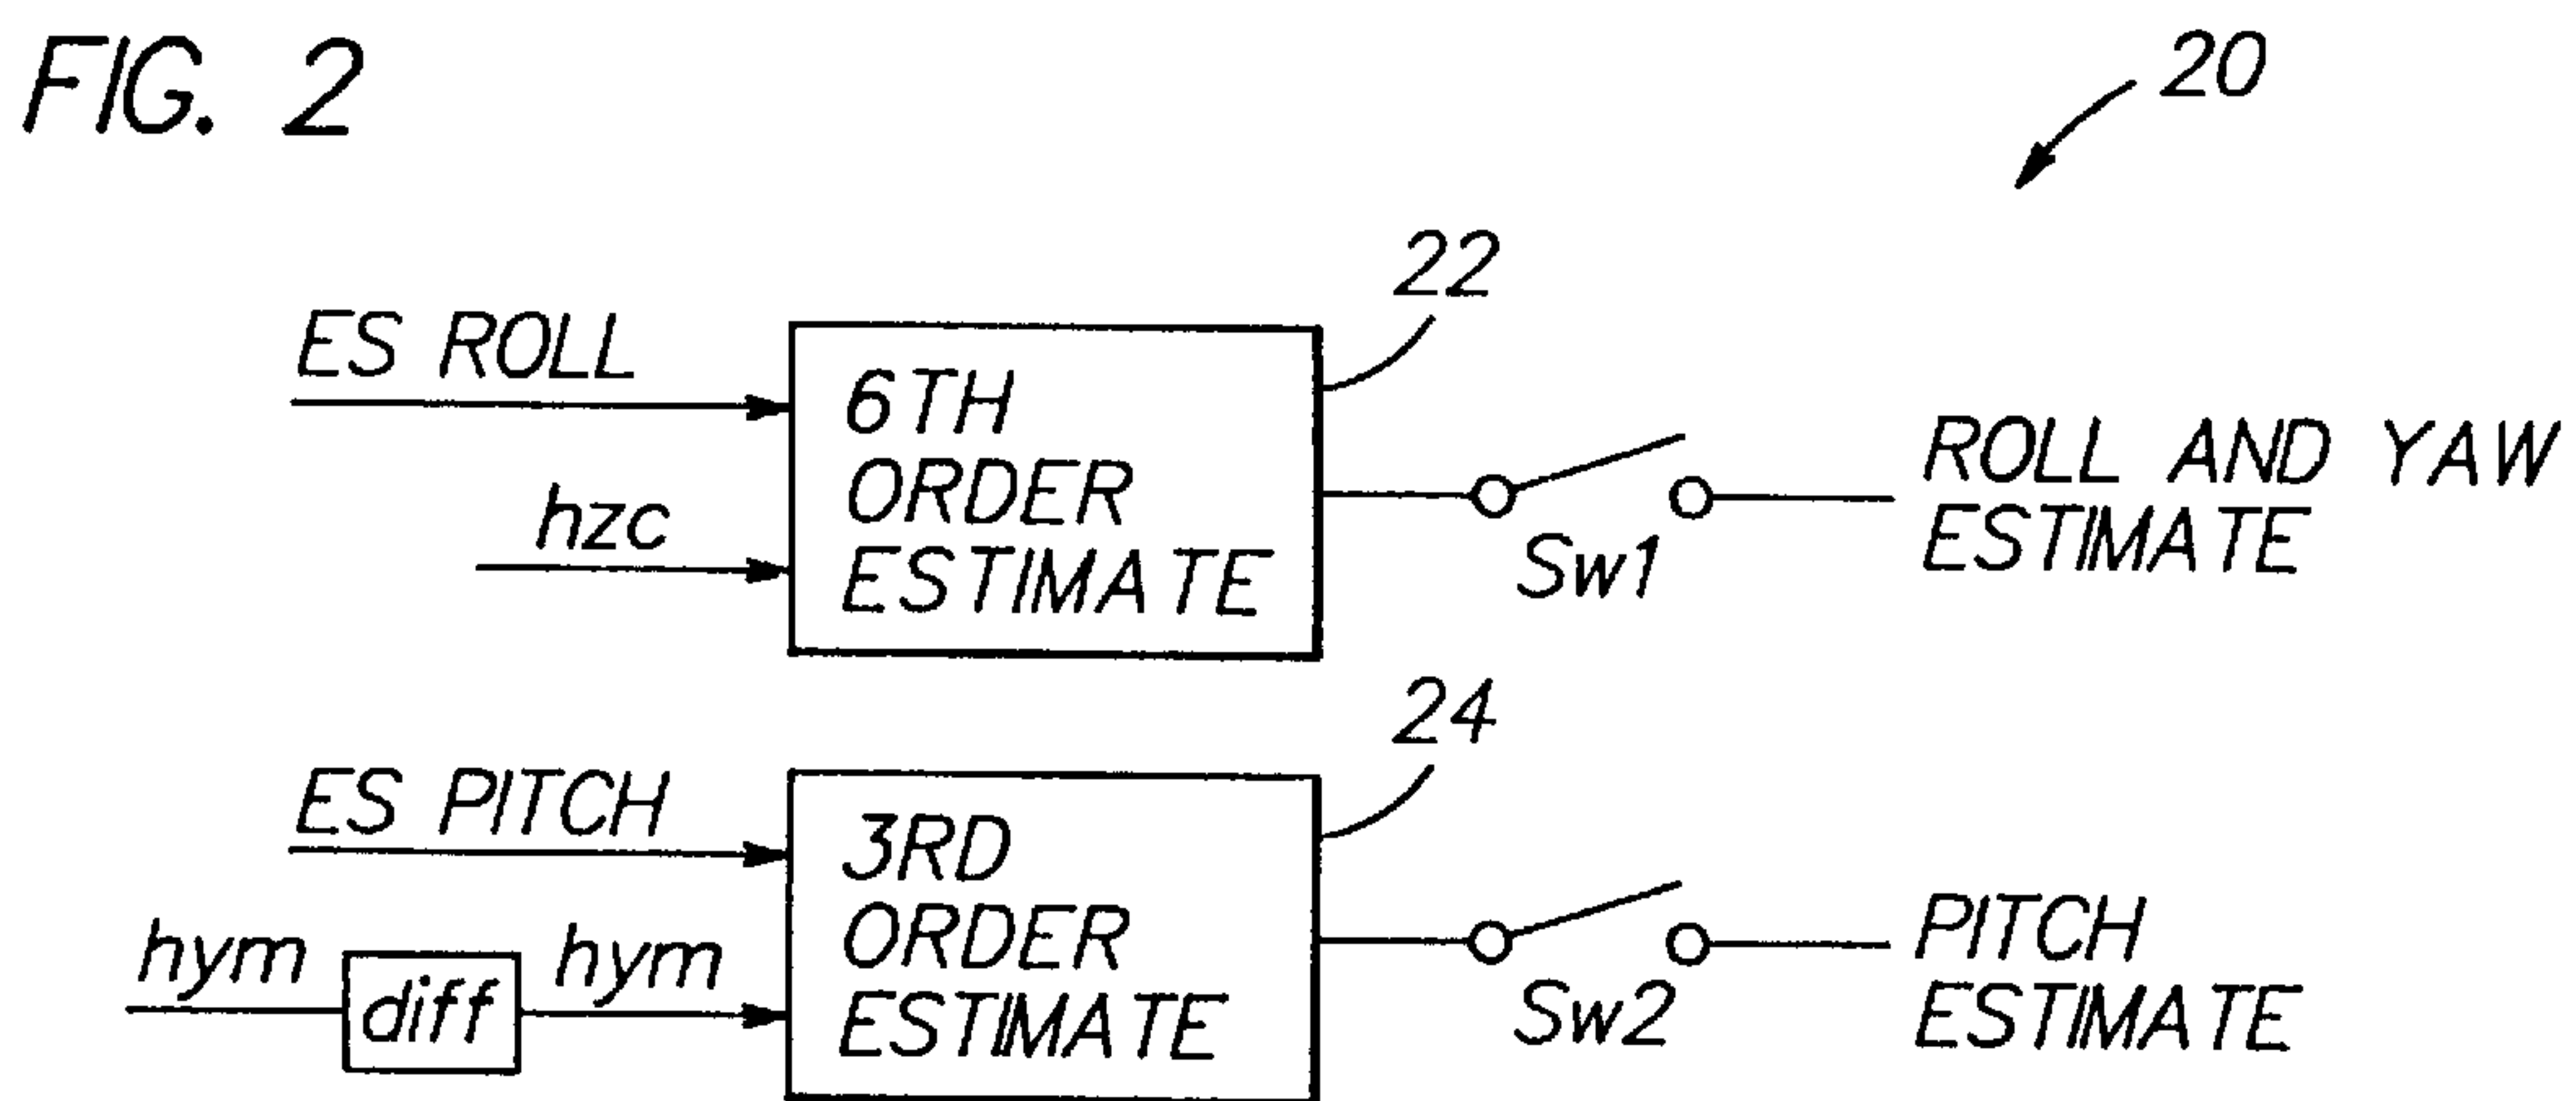 FIG. 2
20
22
ES ROLL
hzc
6TH
ORDER
ESTIMATE
Sw1
ROLL AND YAW
ESTIMATE
24
ES PITCH
hym
diff
hym
3RD
ORDER
ESTIMATE
Sw2
PITCH
ESTIMATE